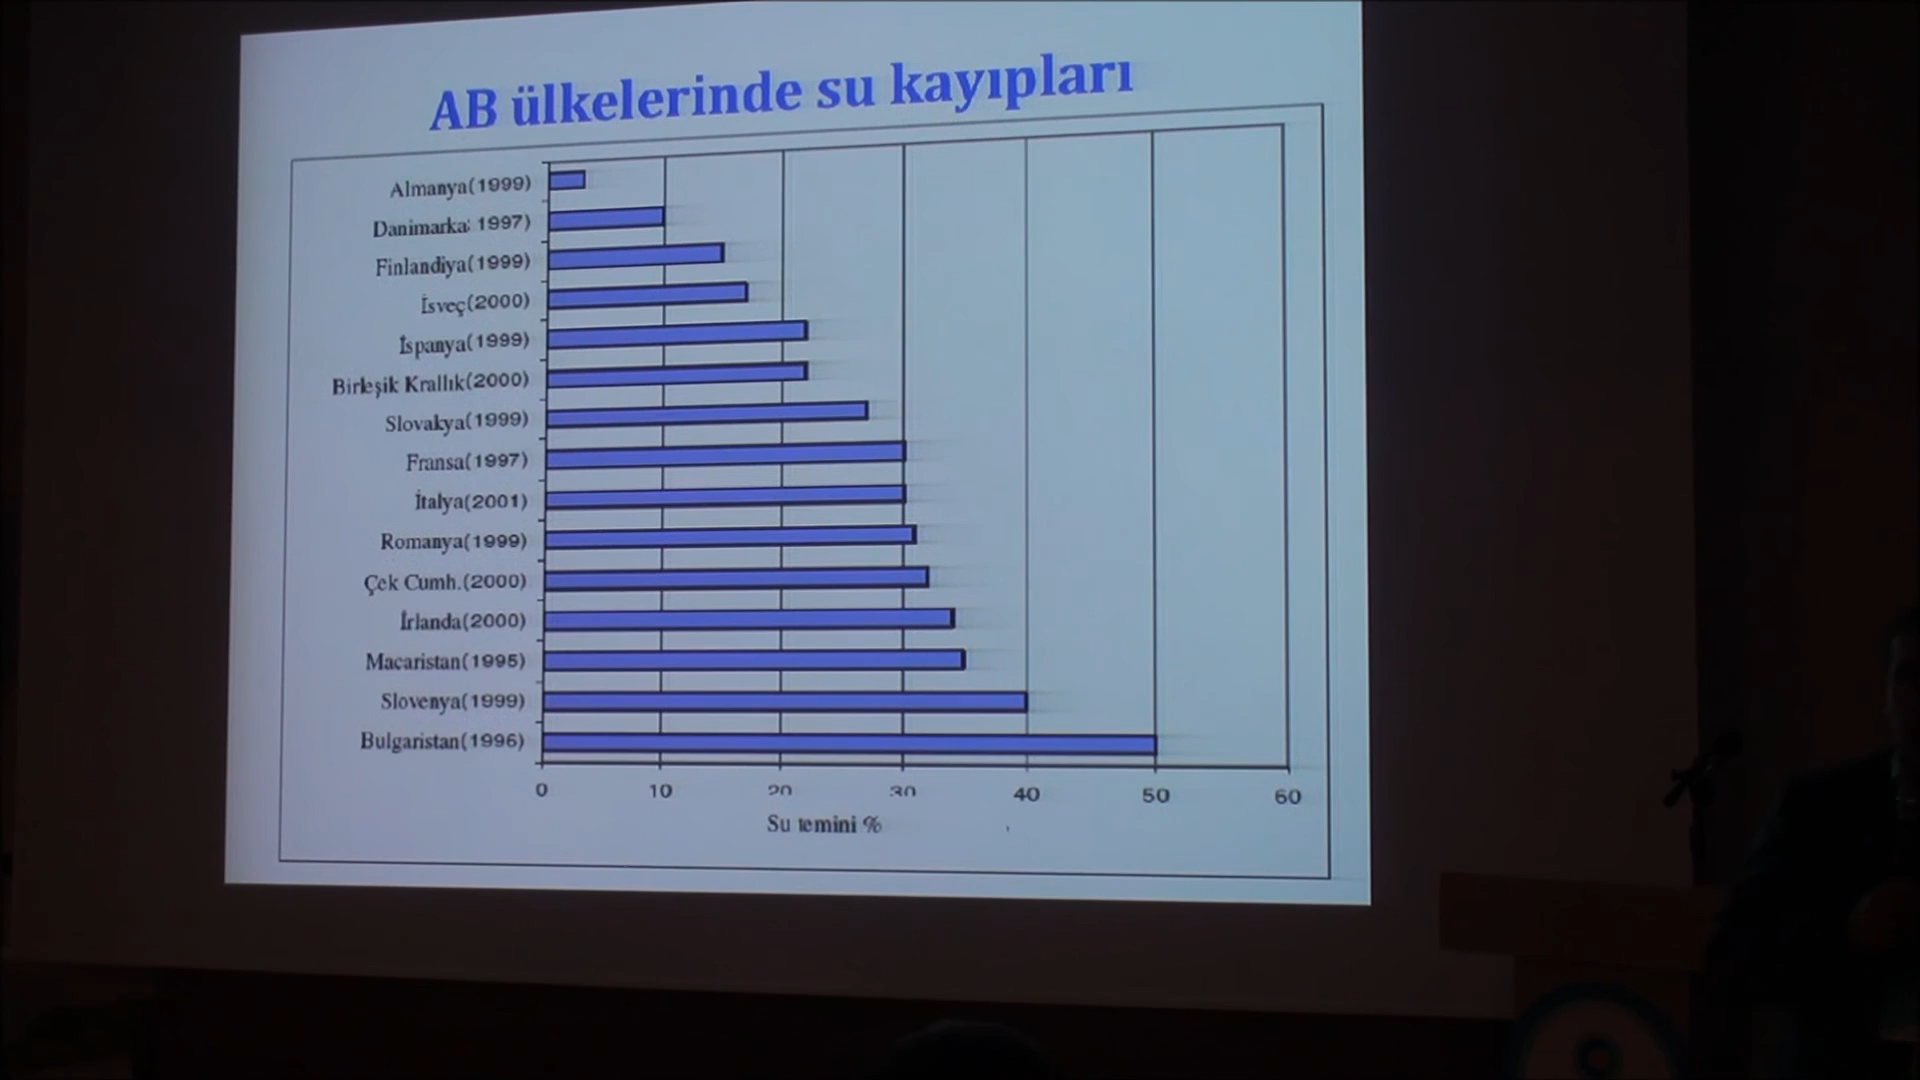 AB ülkelerinde su kayıpları
Almanya(1999)
Danimarka: 1997)
Finlandiya(1999)
İsveç(2000)
İspanya(1999)
Birleşik Krallık(2000)
Slovakya(1999)
Fransa(1997)
İtalya(2001)
Romanya(1999)
Çek Cumh.(2000)
İrlanda(2000)
Macaristan(1995)
Slovenya(1999)
Bulgaristan(1996)
0 10 20 30 40 50 60
Su temini %